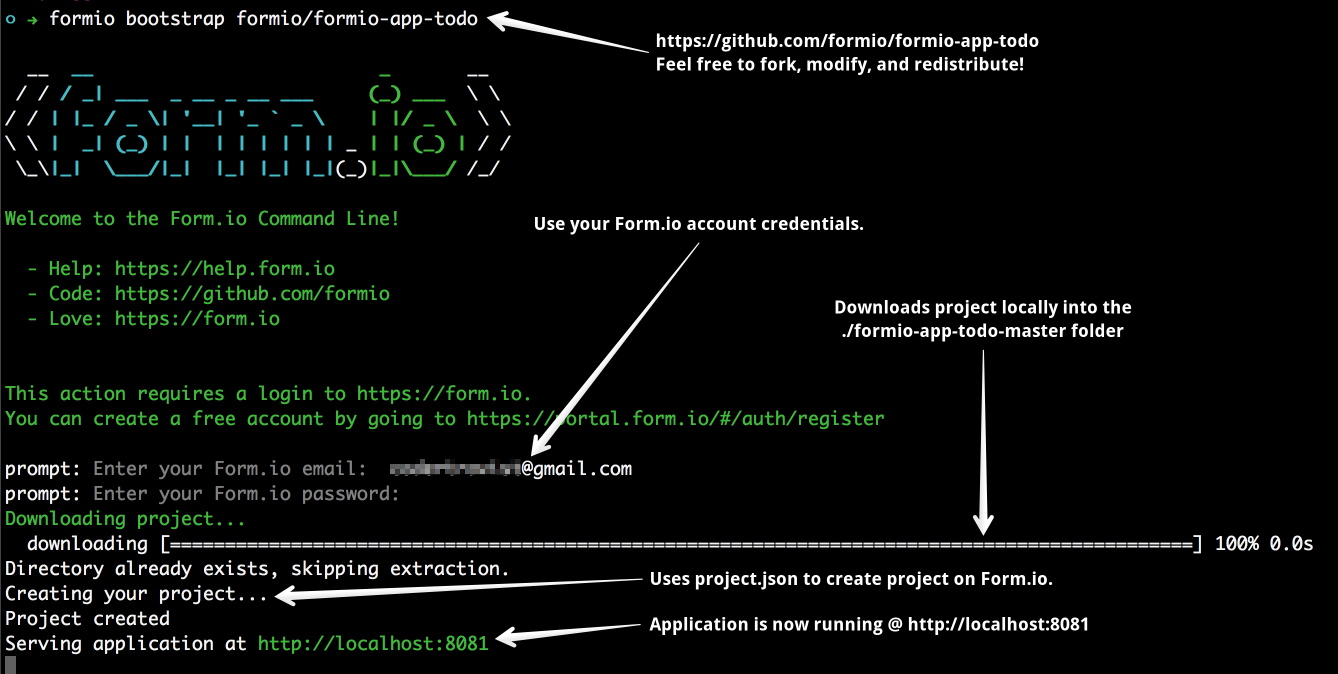 ➜ formio bootstrap formio/formio-app-todo
https://github.com/formio/formio-app-todo
Feel free to fork, modify, and redistribute!
form.io
Welcome to the Form.io Command Line!
Use your Form.io account credentials.
- Help: https://help.form.io
- Code: https://github.com/formio
- Love: https://form.io
Downloads project locally into the
./formio-app-todo-master folder
This action requires a login to https://form.io.
You can create a free account by going to https://portal.form.io/#/auth/register
prompt: Enter your Form.io email: @gmail.com
prompt: Enter your Form.io password:
Downloading project...
downloading [=============================================================================================] 100% 0.0s
Directory already exists, skipping extraction.
Uses project.json to create project on Form.io.
Creating your project...
Project created
Application is now running @ http://localhost:8081
Serving application at http://localhost:8081